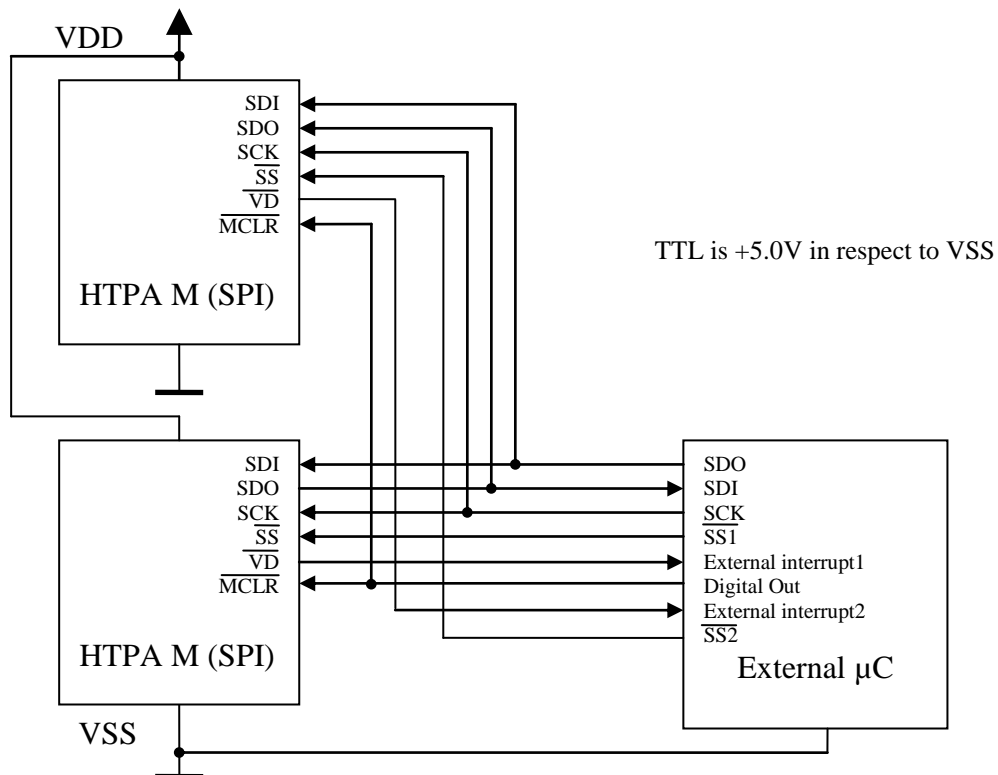 VDD
SDI
SDO
SCK
SS
VD
MCLR
HTPA M (SPI)
TTL is +5.0V in respect to VSS
SDI
SDO
SCK
SS
VD
MCLR
HTPA M (SPI)
VSS
SDO
SDI
SCK
SS1
External interrupt1
Digital Out
External interrupt2
SS2
External µC